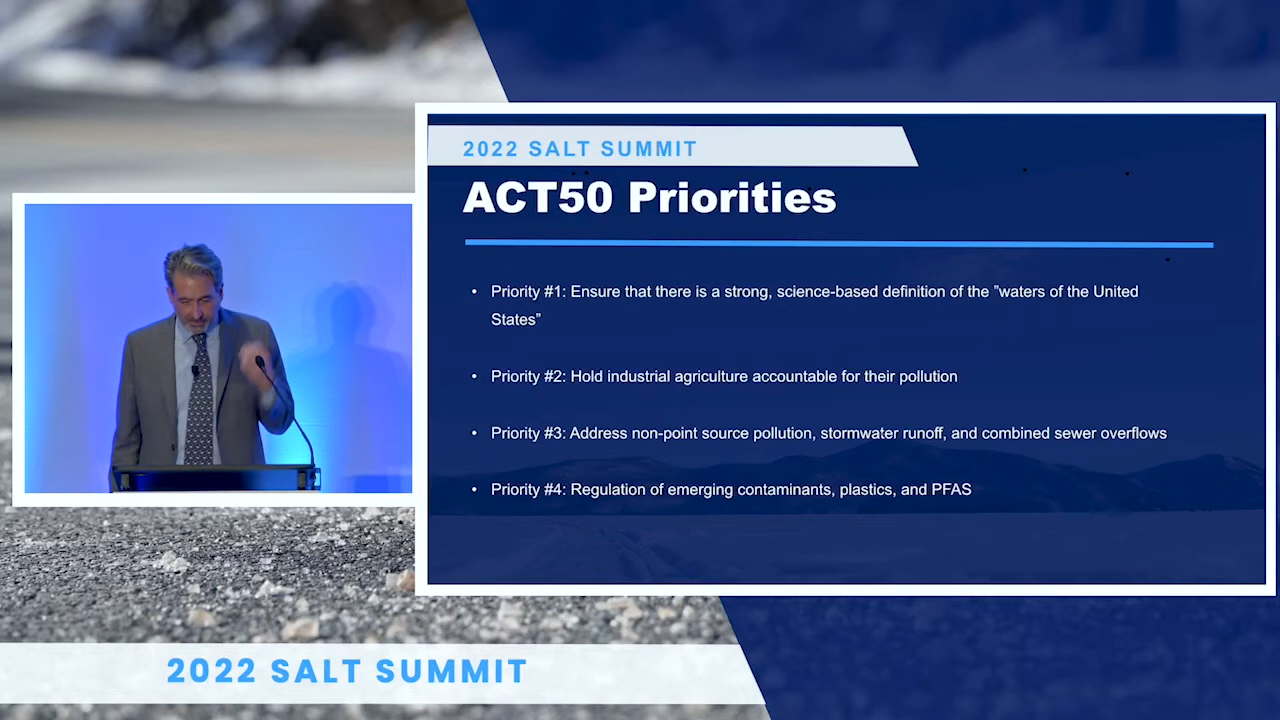 2022 SALT SUMMIT
ACT50 Priorities
• Priority #1: Ensure that there is a strong, science-based definition of the ”waters of the United
States”
• Priority #2: Hold industrial agriculture accountable for their pollution
• Priority #3: Address non-point source pollution, stormwater runoff, and combined sewer overflows
• Priority #4: Regulation of emerging contaminants, plastics, and PFAS
2022 SALT SUMMIT